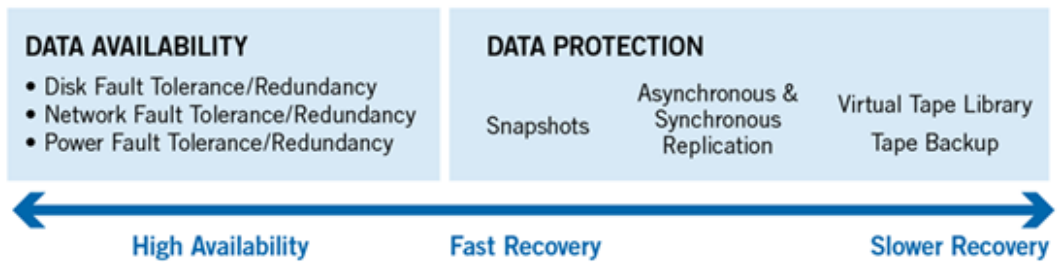 DATA AVAILABILITY
• Disk Fault Tolerance/Redundancy
• Network Fault Tolerance/Redundancy
• Power Fault Tolerance/Redundancy
DATA PROTECTION
Snapshots
Asynchronous &
Synchronous
Replication
Virtual Tape Library
Tape Backup
High Availability
Fast Recovery
Slower Recovery